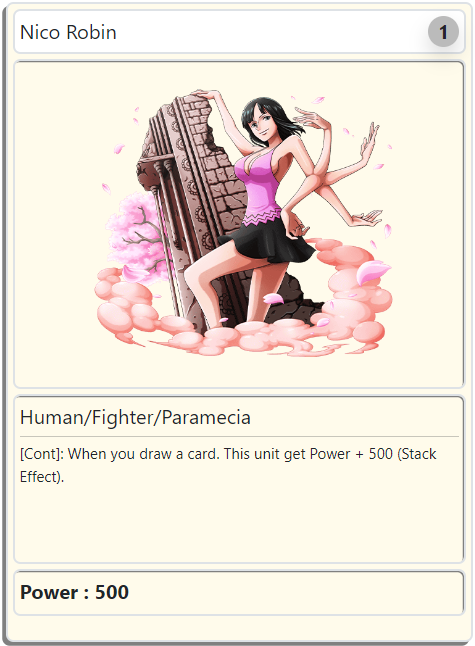 Nico Robin
1
Human/Fighter/Paramecia
[Cont]: When you draw a card. This unit get Power + 500 (Stack
Effect).
Power : 500